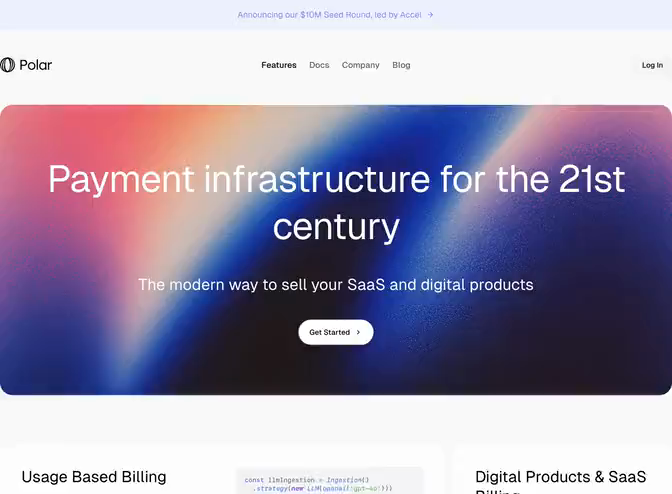 Announcing our $10M Seed Round, led by Accel →
Polar
Features Docs Company Blog
Log In
Payment infrastructure for the 21st
century
The modern way to sell your SaaS and digital products
Get Started
Usage Based Billing
const llmIngestion = Ingestion()
.strategy(new LLM(openai('gpt-4o')))
Digital Products & SaaS
Billing